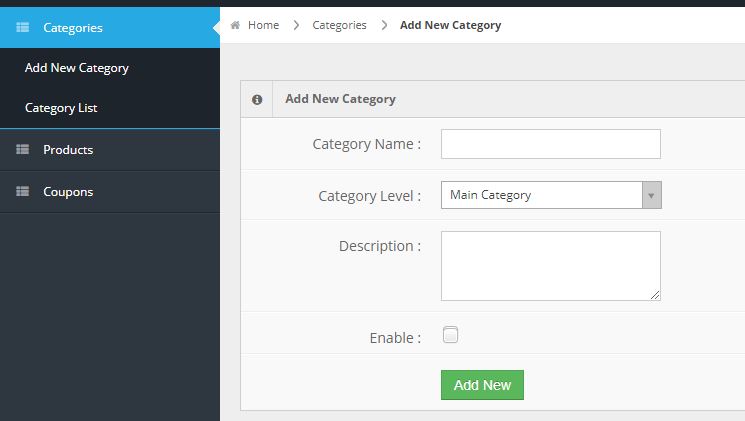 Categories
Add New Category
Category List
Products
Coupons
Home > Categories > Add New Category
Add New Category
Category Name :
Category Level : Main Category
Description :
Enable :
Add New